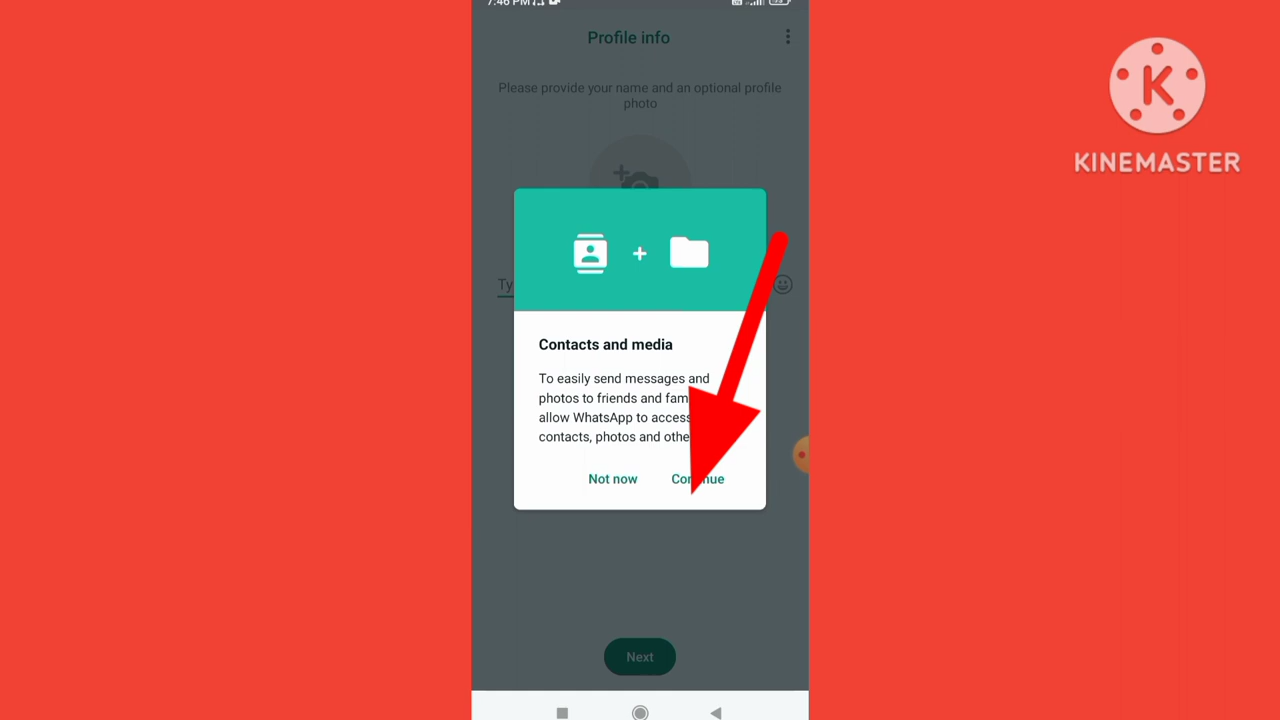 7:46 PM
Profile info
Please provide your name and an optional profile
photo
KINEMASTER
Ty
Contacts and media
To easily send messages and
photos to friends and fam
allow WhatsApp to access
contacts, photos and othe
Not now Continue
Next